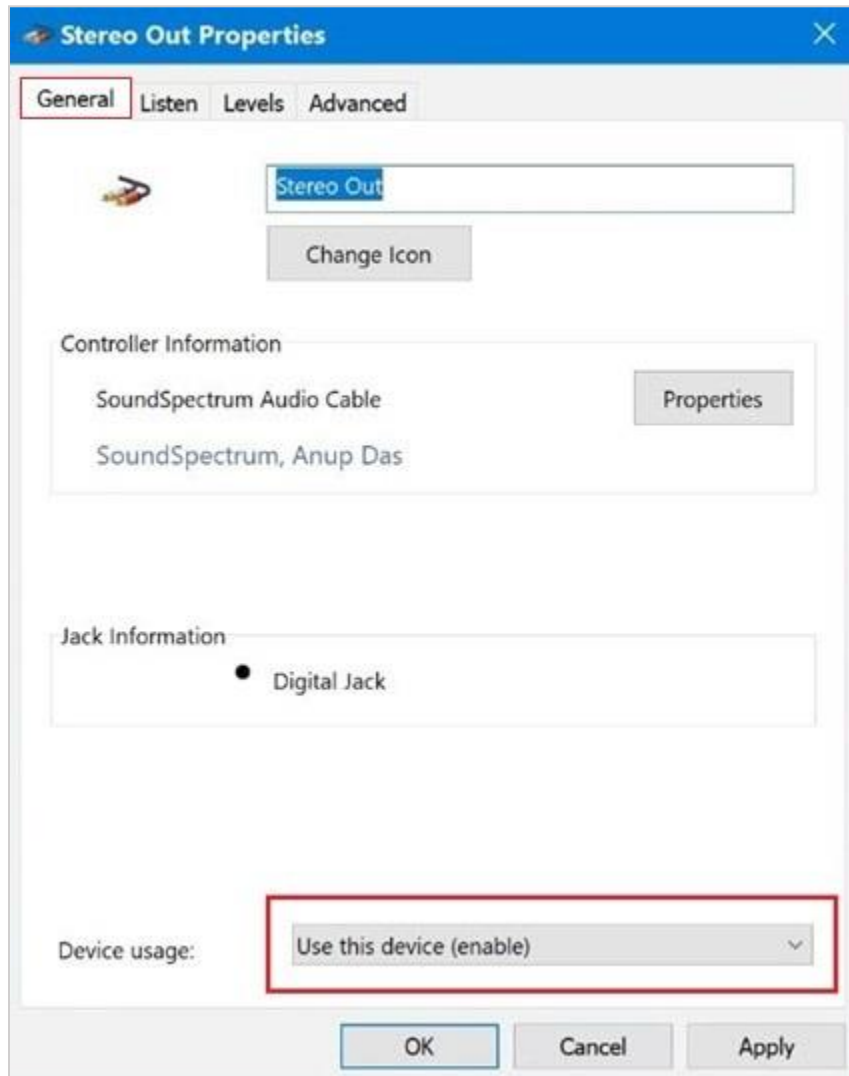 Stereo Out Properties
General Listen Levels Advanced
Stereo Out
Change Icon
Controller Information
SoundSpectrum Audio Cable
Properties
SoundSpectrum, Anup Das
Jack Information
Digital Jack
Device usage:
Use this device (enable)
OK Cancel Apply